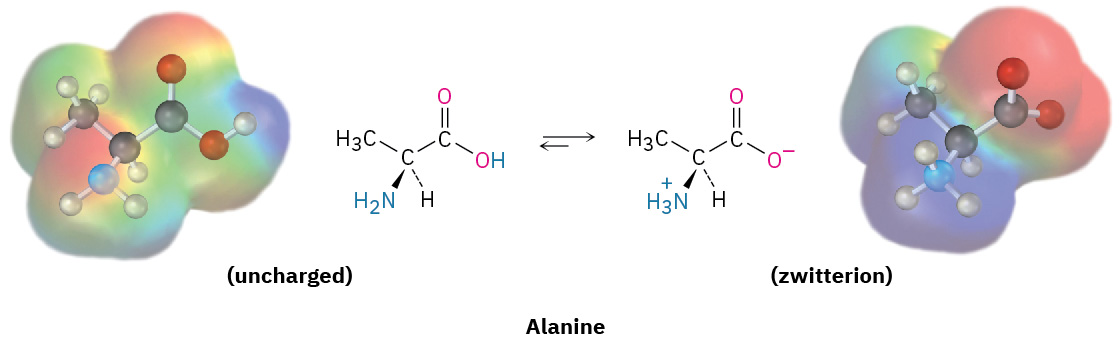 O
H₃C C
C OH
H₂N H
O
H₃C C
C O⁻
+
H₃N H
(uncharged)
(zwitterion)
Alanine